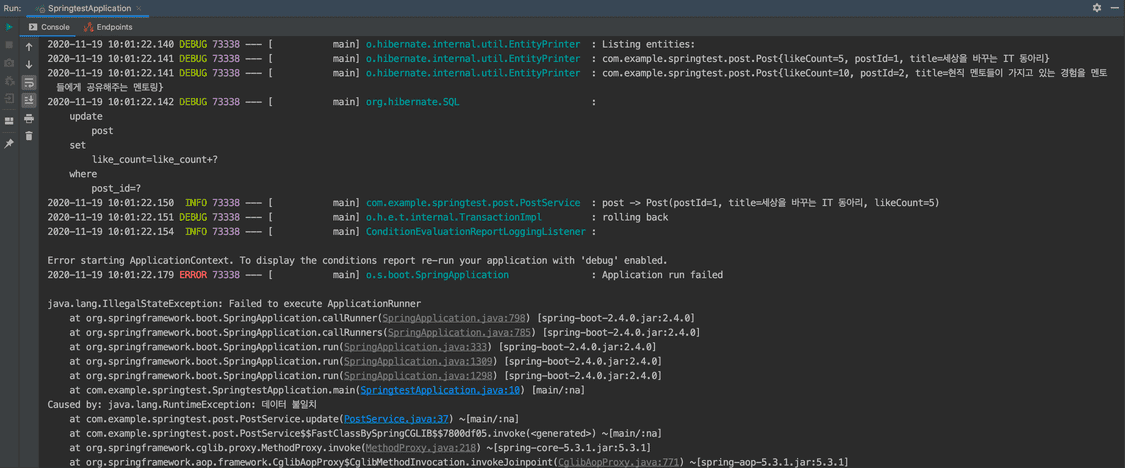 Run: SpringtestApplication ×
Console Endpoints
2020-11-19 10:01:22.140 DEBUG 73338 --- [           main] o.hibernate.internal.util.EntityPrinter  : Listing entities:
2020-11-19 10:01:22.141 DEBUG 73338 --- [           main] o.hibernate.internal.util.EntityPrinter  : com.example.springtest.post.Post{likeCount=5, postId=1, title=세상을 바꾸는 IT 동아리}
2020-11-19 10:01:22.141 DEBUG 73338 --- [           main] o.hibernate.internal.util.EntityPrinter  : com.example.springtest.post.Post{likeCount=10, postId=2, title=현직 멘토들이 가지고 있는 경험을 멘토
들에게 공유해주는 멘토링}
2020-11-19 10:01:22.142 DEBUG 73338 --- [           main] org.hibernate.SQL                        :
update
post
set
like_count=like_count+?
where
post_id=?
2020-11-19 10:01:22.150  INFO 73338 --- [           main] com.example.springtest.post.PostService  : post -> Post(postId=1, title=세상을 바꾸는 IT 동아리, likeCount=5)
2020-11-19 10:01:22.151 DEBUG 73338 --- [           main] o.h.e.t.internal.TransactionImpl         : rolling back
2020-11-19 10:01:22.154  INFO 73338 --- [           main] ConditionEvaluationReportLoggingListener :
Error starting ApplicationContext. To display the conditions report re-run your application with 'debug' enabled.
2020-11-19 10:01:22.179 ERROR 73338 --- [           main] o.s.boot.SpringApplication               : Application run failed
java.lang.IllegalStateException: Failed to execute ApplicationRunner
at org.springframework.boot.SpringApplication.callRunner(SpringApplication.java:798) [spring-boot-2.4.0.jar:2.4.0]
at org.springframework.boot.SpringApplication.callRunners(SpringApplication.java:785) [spring-boot-2.4.0.jar:2.4.0]
at org.springframework.boot.SpringApplication.run(SpringApplication.java:333) [spring-boot-2.4.0.jar:2.4.0]
at org.springframework.boot.SpringApplication.run(SpringApplication.java:1309) [spring-boot-2.4.0.jar:2.4.0]
at org.springframework.boot.SpringApplication.run(SpringApplication.java:1298) [spring-boot-2.4.0.jar:2.4.0]
at com.example.springtest.SpringtestApplication.main(SpringtestApplication.java:10) [main/:na]
Caused by: java.lang.RuntimeException: 데이터 불일치
at com.example.springtest.post.PostService.update(PostService.java:37) ~[main/:na]
at com.example.springtest.post.PostService$$FastClassBySpringCGLIB$$7800df05.invoke(<generated>) ~[main/:na]
at org.springframework.cglib.proxy.MethodProxy.invoke(MethodProxy.java:218) ~[spring-core-5.3.1.jar:5.3.1]
at org.springframework.aop.framework.CglibAopProxy$CglibMethodInvocation.invokeJoinpoint(CglibAopProxy.java:771) ~[spring-aop-5.3.1.jar:5.3.1]